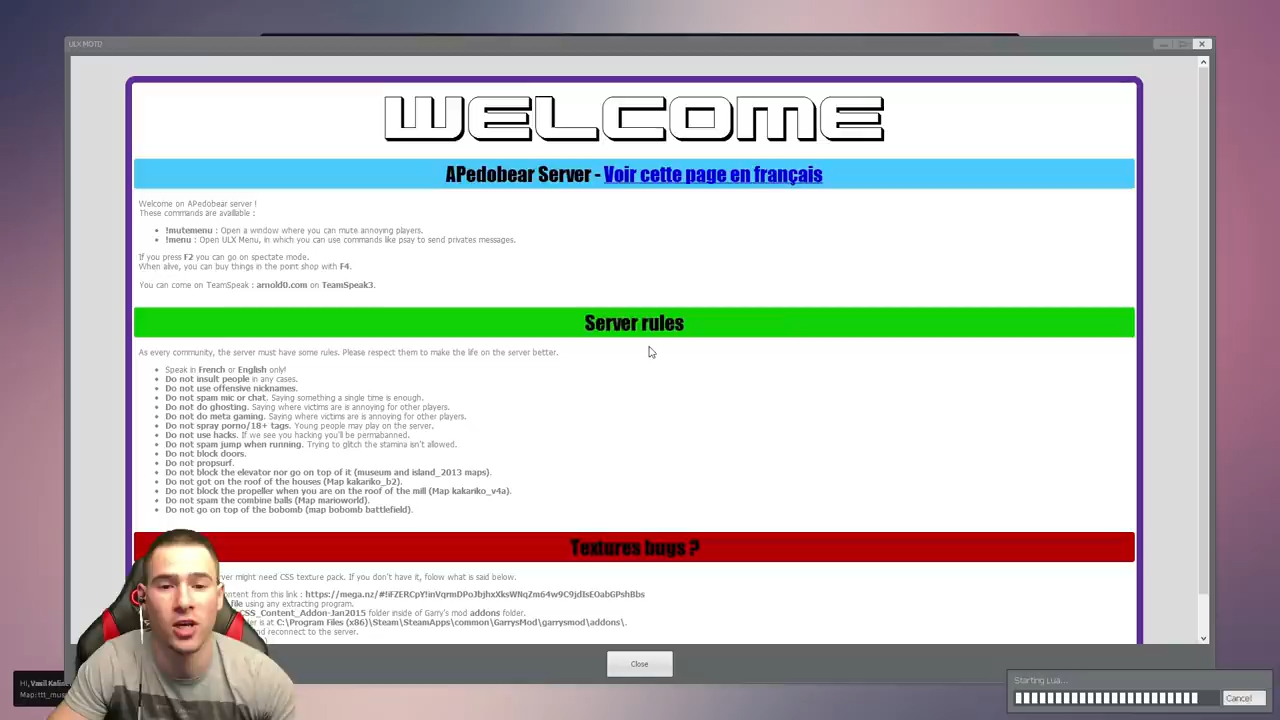 ULX MOTD
WELCOME
APedobear Server - Voir cette page en français
Welcome on APedobear server !
These commands are available :
!mutemenu : Open a window where you can mute annoying players.
!menu : Open ULX Menu, in which you can use commands like psay to send privates messages.
If you press F2 you can go on spectate mode.
When alive, you can buy things in the point shop with F4.
You can come on TeamSpeak : arnold0.com on TeamSpeak3.
Server rules
As every community, the server must have some rules. Please respect them to make the life on the server better.
Speak in French or English only!
Do not insult people in any cases.
Do not use offensive nicknames.
Do not spam mic or chat. Saying something a single time is enough.
Do not do ghosting. Saying where victims are is annoying for other players.
Do not do meta gaming. Saying where victims are is annoying for other players.
Do not spray porno/18+ tags. Young people may play on the server.
Do not use hacks. If we see you hacking you'll be permabanned.
Do not spam jump when running. Trying to glitch the stamina isn't allowed.
Do not block doors.
Do not propsurf.
Do not block the elevator nor go on top of it (museum and island_2013 maps).
Do not got on the roof of the houses (Map kakariko_b2).
Do not block the propeller when you are on the roof of the mill (Map kakariko_v4a).
Do not spam the combine balls (Map marioworld).
Do not go on top of the bobomb (map bobomb battlefield).
Textures bugs ?
might need CSS texture pack. If you don't have it, folow what is said below.
from this link :
file using any extracting program.
CSS_Content_Addon-Jan2015 folder inside of Garry's mod addons folder.
is at C:\Program Files (x86)\Steam\SteamApps\common\GarrysMod\garrysmod\addons\.
and reconnect to the server.
Close
Hi,
Map:
Starting Lua...
Cancel